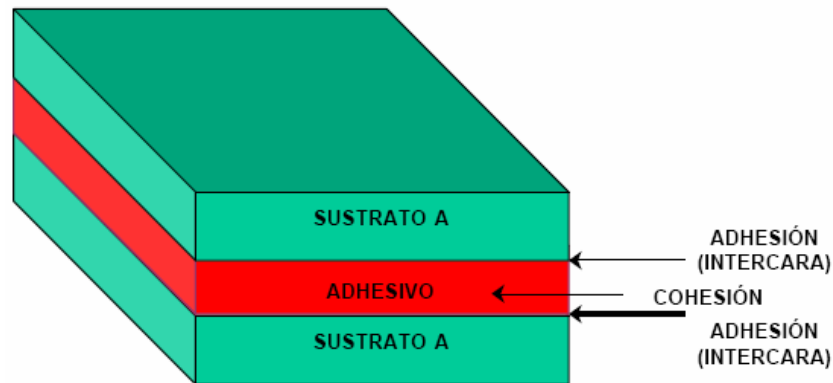 SUSTRATO A
ADHESIVO
SUSTRATO A
ADHESIÓN
(INTERCARA)
COHESIÓN
ADHESIÓN
(INTERCARA)